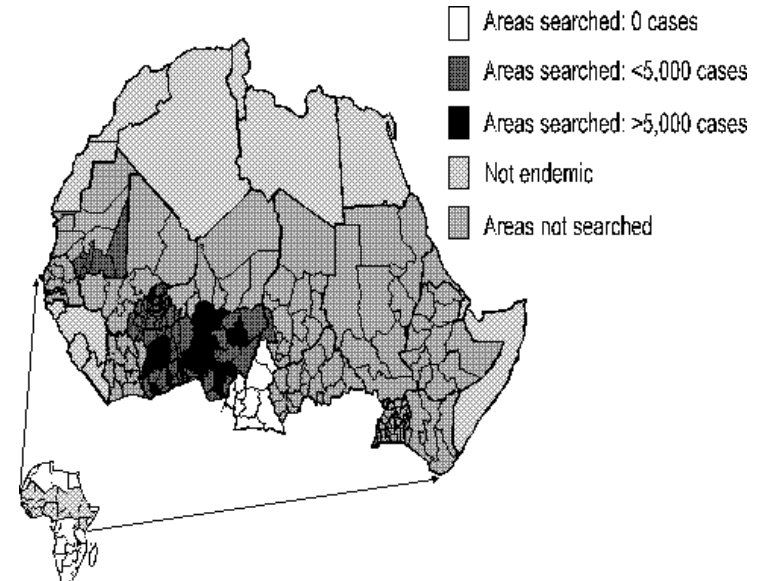 Areas searched: 0 cases
Areas searched: <5,000 cases
Areas searched: >5,000 cases
Not endemic
Areas not searched